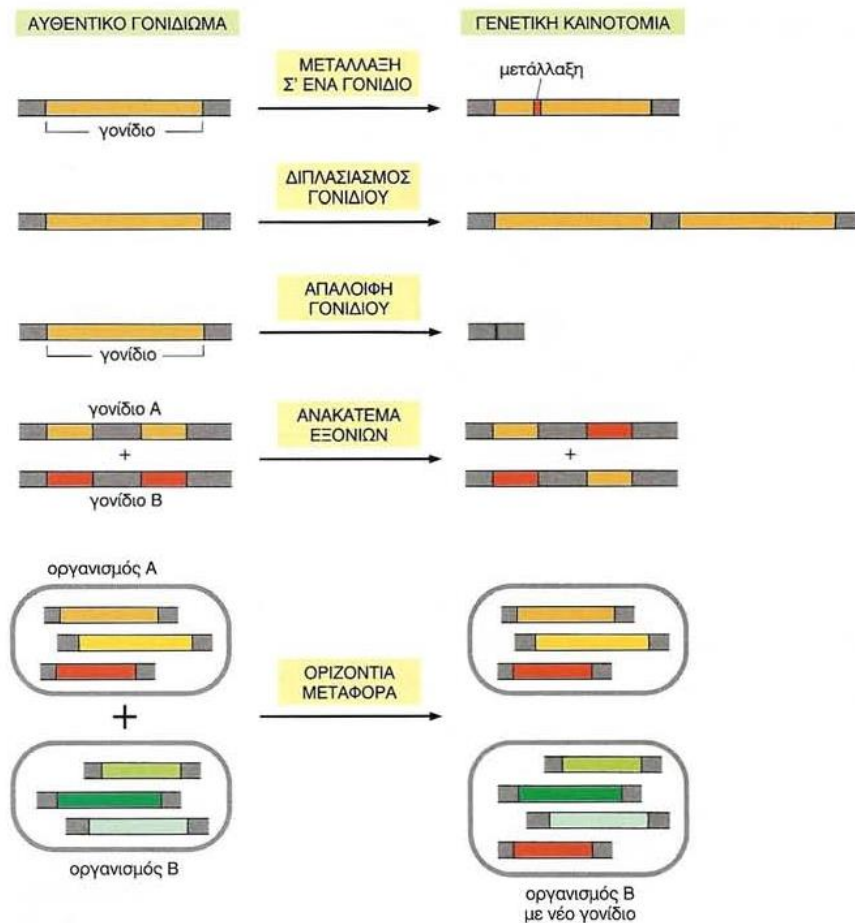 ΑΥΘΕΝΤΙΚΟ ΓΟΝΙΔΙΩΜΑ
ΓΕΝΕΤΙΚΗ ΚΑΙΝΟΤΟΜΙΑ
ΜΕΤΑΛΛΑΞΗ
Σ' ΕΝΑ ΓΟΝΙΔΙΟ
μετάλλαξη
γονίδιο
ΔΙΠΛΑΣΙΑΣΜΟΣ
ΓΟΝΙΔΙΟΥ
ΑΠΑΛΟΙΦΗ
ΓΟΝΙΔΙΟΥ
γονίδιο
γονίδιο Α
+
γονίδιο Β
ΑΝΑΚΑΤΕΜΑ
ΕΞΟΝΙΩΝ
+
οργανισμός Α
+
οργανισμός Β
ΟΡΙΖΟΝΤΙΑ
ΜΕΤΑΦΟΡΑ
οργανισμός Β
με νέο γονίδιο